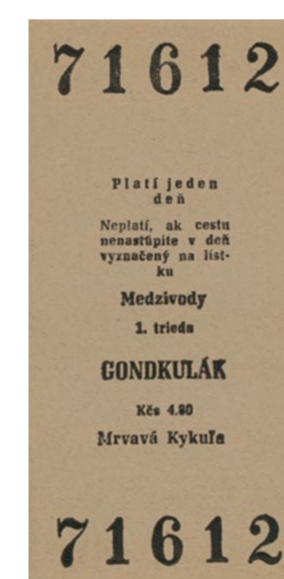 71612
Platí jeden
deň
Neplatí, ak cestu
nenastúpite v deň
vyznačený na líst-
ku
Medzivody
1. trieda
GONDKULÁK
Kčs 4.80
Mrvavá Kykuľa
71612